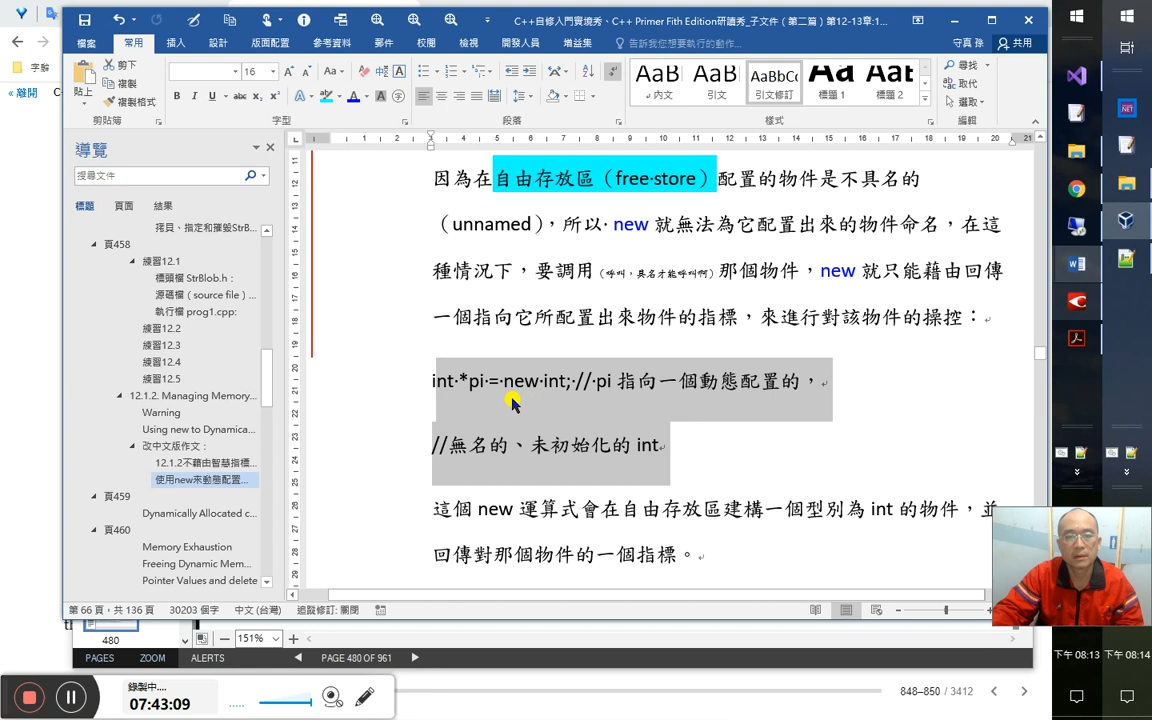 C++自修入門實境秀、C++ Primer Fith Edition研讀秀_子文件（第二篇）12-13章:1...
檔案 常用 插入 設計 版面配置 參考資料 郵件 校閱 檢視 開發人員 增益集 告訴我您想要執行的動作... 守真 孫 共用
字幹
«離開
貼上 剪下 複製 複製格式
16
AaB AaB AaBbCc Aa Aat
內文 引文 引文修訂 標題 1 標題 2
尋找 取代 選取
剪貼簿 字型 段落 樣式 編輯
導覽
搜尋文件
標題 頁面 結果
拷貝、指定和摧毀StrB...
頁458
練習12.1
標頭檔 StrBlob.h：
源碼檔（source file）...
執行檔 prog1.cpp:
練習12.2
練習12.3
練習12.4
練習12.5
12.1.2. Managing Memory...
Warning
Using new to Dynamica...
改中文版作文：
12.1.2不藉由智慧指標...
使用new來動態配置...
頁459
Dynamically Allocated c...
頁460
Memory Exhaustion
Freeing Dynamic Mem...
Pointer Values and delete
因為在自由存放區（free·store）配置的物件是不具名的
（unnamed），所以· new 就無法為它配置出來的物件命名，在這
種情況下，要調用（呼叫，具名才能呼叫啊）那個物件，new 就只能藉由回傳
一個指向它所配置出來物件的指標，來進行對該物件的操控：
int·*pi·=·new·int;·//·pi 指向一個動態配置的，
//無名的、未初始化的 int
這個 new 運算式會在自由存放區建構一個型別為 int 的物件，並
回傳對那個物件的一個指標。
第 66 頁，共 136 頁 30203 個字 中文 (台灣) 追蹤修訂: 關閉
480
151%
PAGES ZOOM ALERTS PAGE 480 OF 961
錄製中....
07:43:09
848–850 / 3412
下午 08:13 下午 08:14